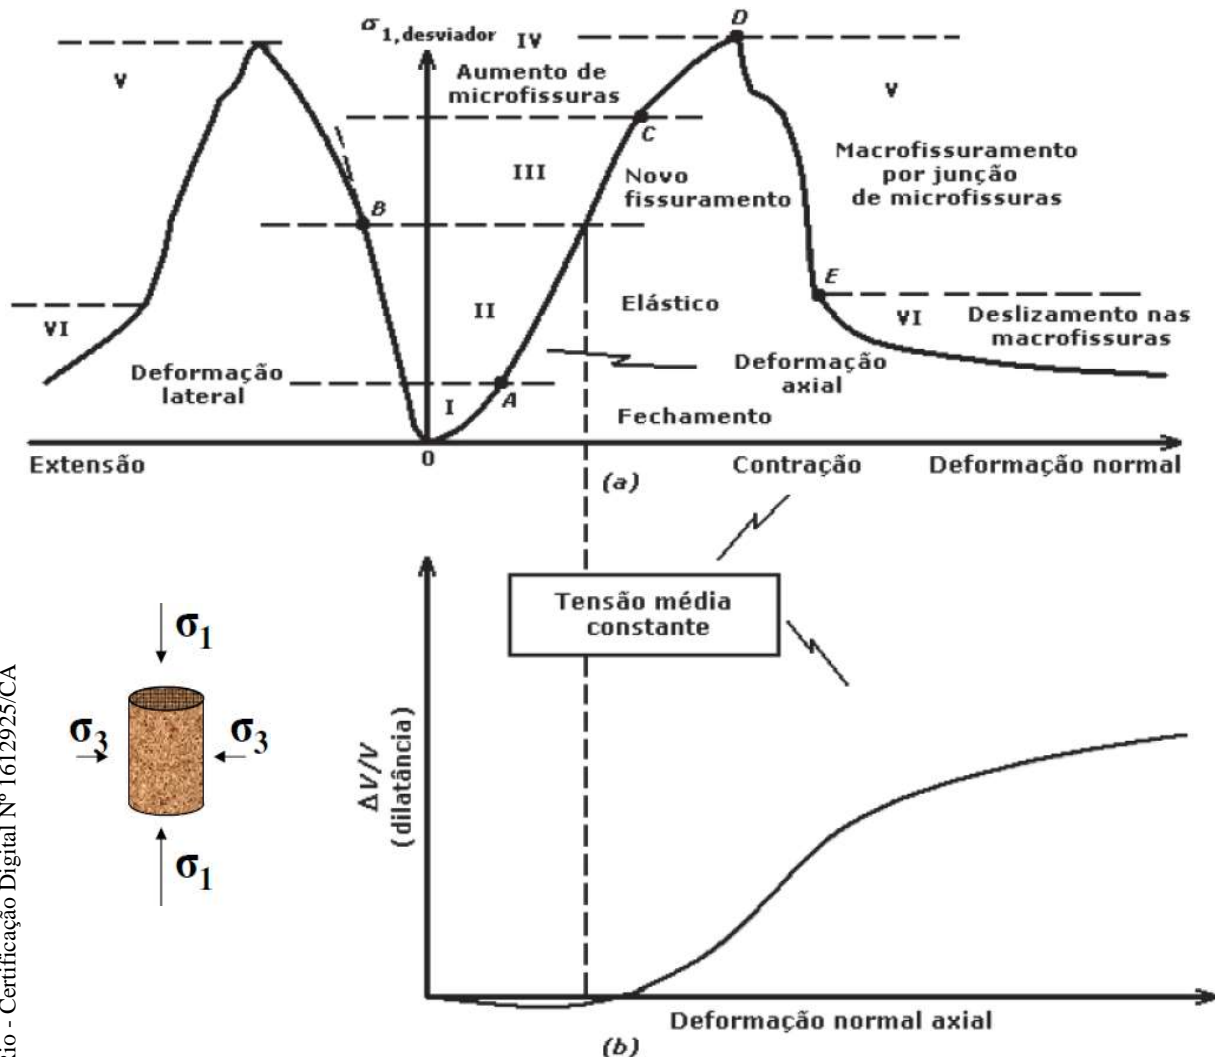 D
σ1,desviador
IV
V
Aumento de
microfissuras
V
C
III
Novo
fissuramento
Macrofissuramento
por junção
de microfissuras
B
E
II
Elástico
VI
VI
Deslizamento nas
macrofissuras
Deformação
lateral
Deformação
axial
I
A
Fechamento
Extensão
0
(a)
Contração
Deformação normal
Tensão média
constante
σ1
σ3
σ3
σ1
ΔV/V
(dilatância)
Deformação normal axial
(b)
Rio - Certificação Digital Nº 1612925/CA